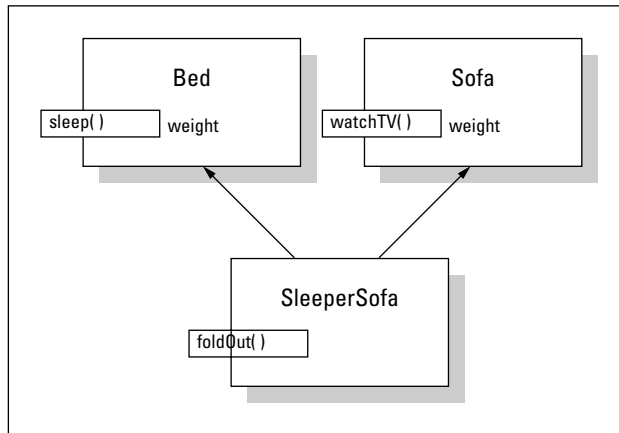 Bed
sleep( )
weight
Sofa
watchTV( )
weight
SleeperSofa
foldOut( )